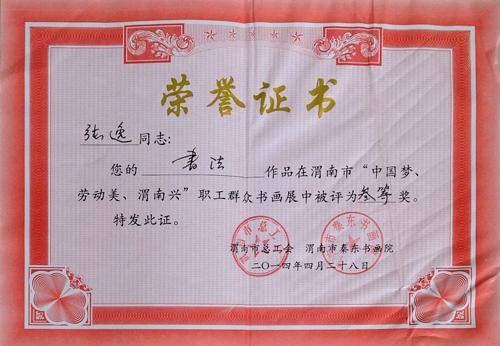 荣誉证书
张逸同志:
您的 书法 作品在渭南市“中国梦、
劳动美、渭南兴”职工群众书画展中被评为叁等奖。
特发此证。
渭南市总工会 渭南市秦东书画院
二〇一四年四月二十八日